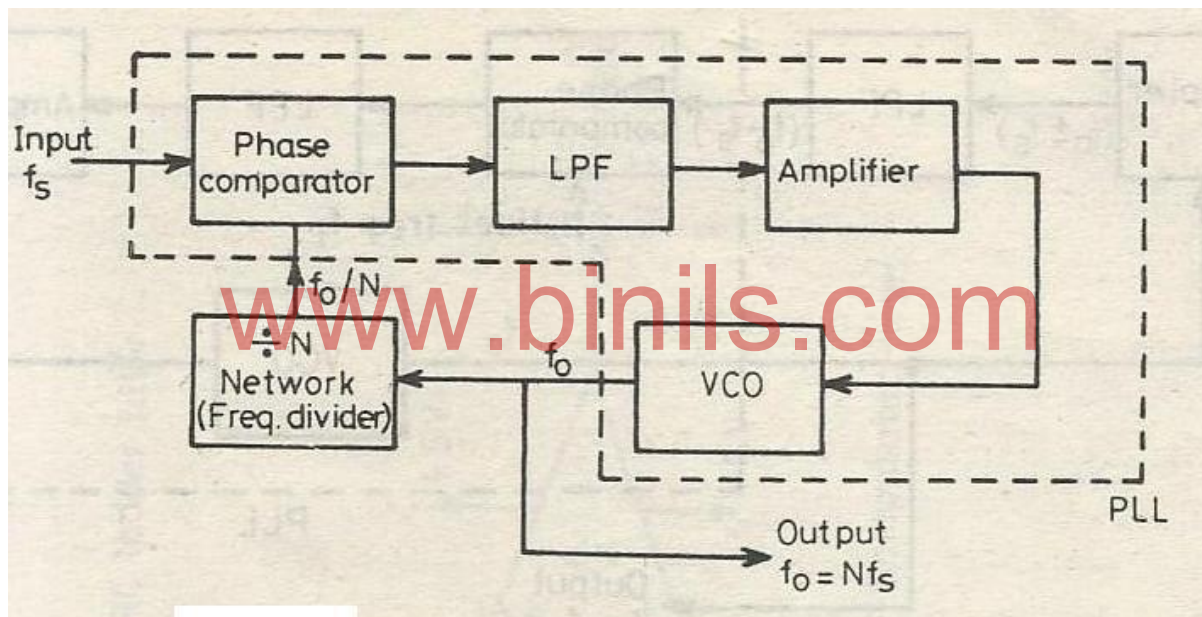 Input
fs
Phase
comparator
LPF
Amplifier
fo/N
÷N
Network
(Freq. divider)
fo
VCO
PLL
Output
fo = Nfs
www.binils.com